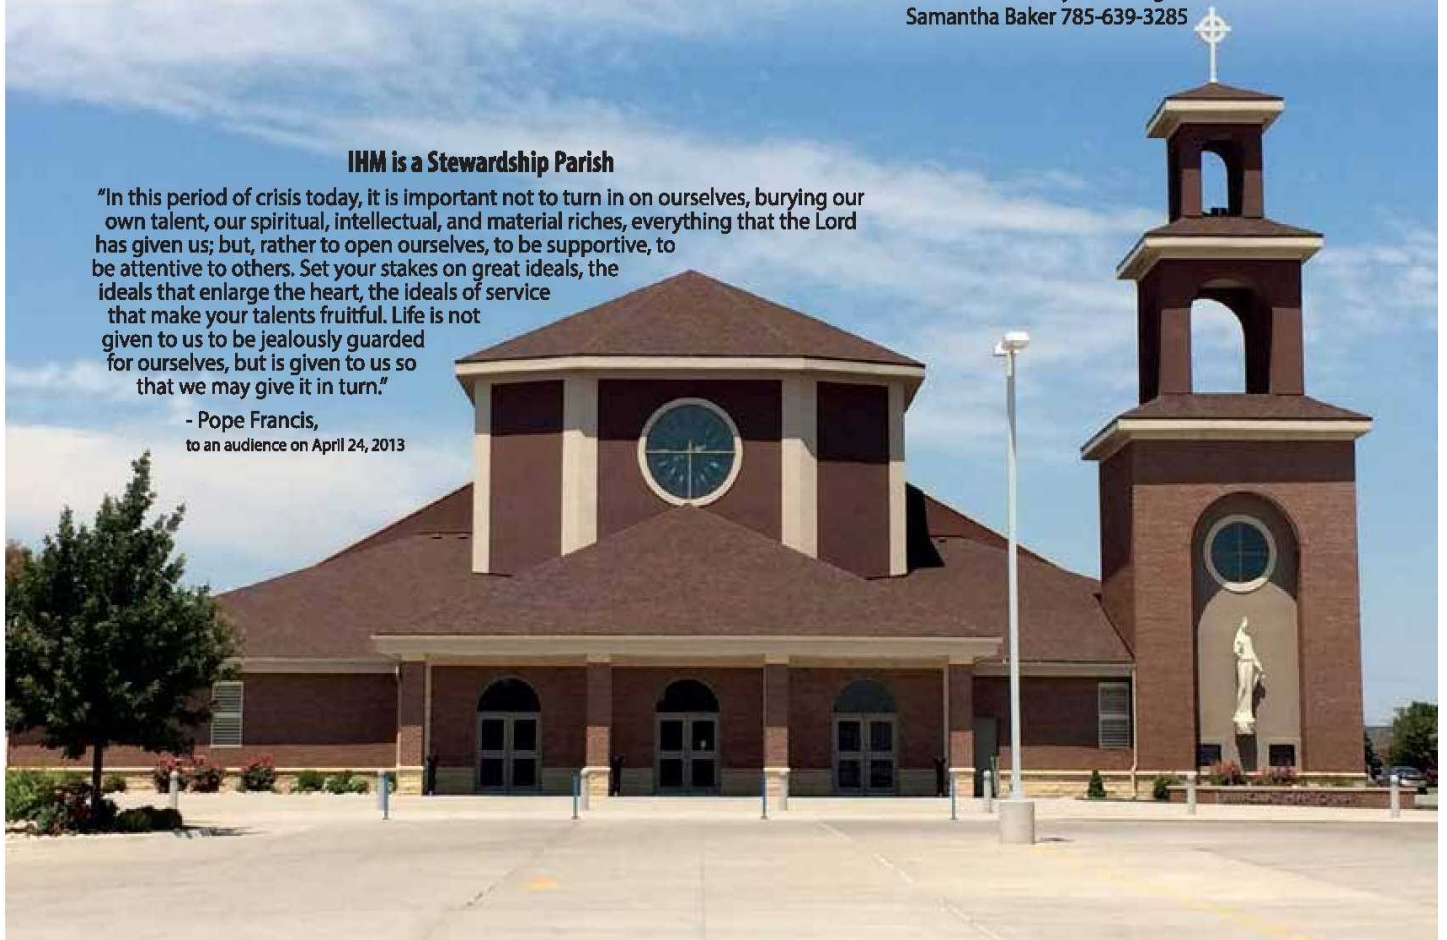 Samantha Baker 785-639-3285
IHM is a Stewardship Parish
“In this period of crisis today, it is important not to turn in on ourselves, burying our
own talent, our spiritual, intellectual, and material riches, everything that the Lord
has given us; but, rather to open ourselves, to be supportive, to
be attentive to others. Set your stakes on great ideals, the
ideals that enlarge the heart, the ideals of service
that make your talents fruitful. Life is not
given to us to be jealously guarded
for ourselves, but is given to us so
that we may give it in turn.”
- Pope Francis,
to an audience on April 24, 2013